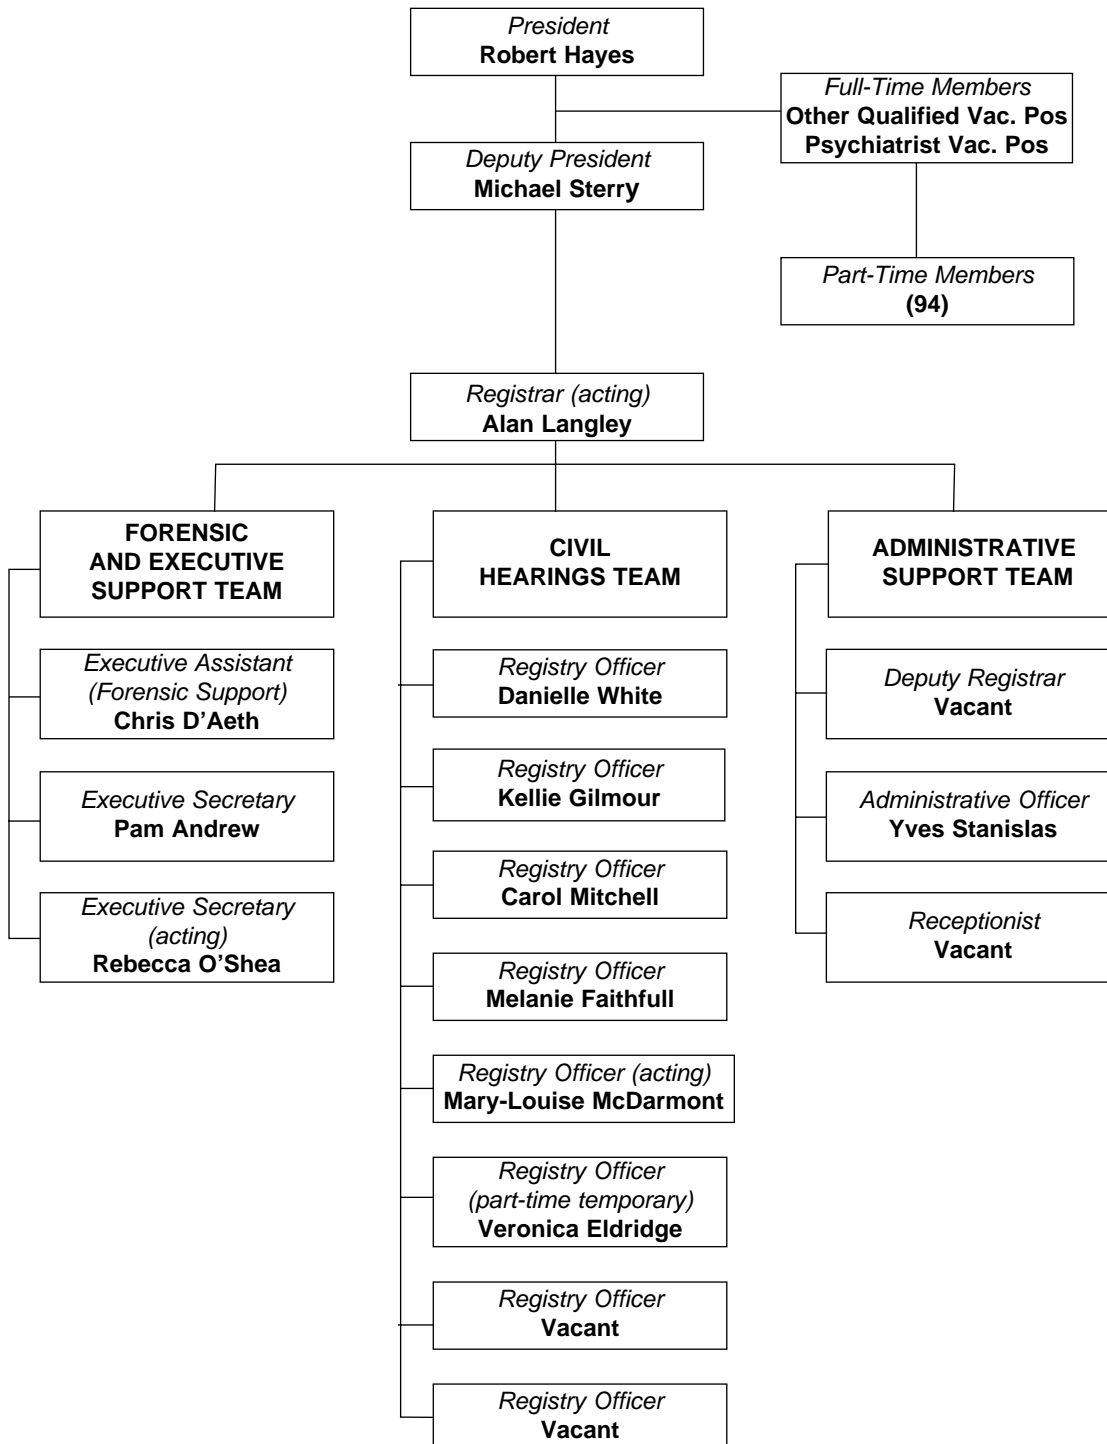 President
Robert Hayes
Full-Time Members
Other Qualified Vac. Pos
Psychiatrist Vac. Pos
Deputy President
Michael Sterry
Part-Time Members
(94)
Registrar (acting)
Alan Langley
FORENSIC
AND EXECUTIVE
SUPPORT TEAM
Executive Assistant
(Forensic Support)
Chris D'Aeth
Executive Secretary
Pam Andrew
Executive Secretary
(acting)
Rebecca O'Shea
CIVIL
HEARINGS TEAM
Registry Officer
Danielle White
Registry Officer
Kellie Gilmour
Registry Officer
Carol Mitchell
Registry Officer
Melanie Faithfull
Registry Officer (acting)
Mary-Louise McDarmont
Registry Officer
(part-time temporary)
Veronica Eldridge
Registry Officer
Vacant
Registry Officer
Vacant
ADMINISTRATIVE
SUPPORT TEAM
Deputy Registrar
Vacant
Administrative Officer
Yves Stanislas
Receptionist
Vacant